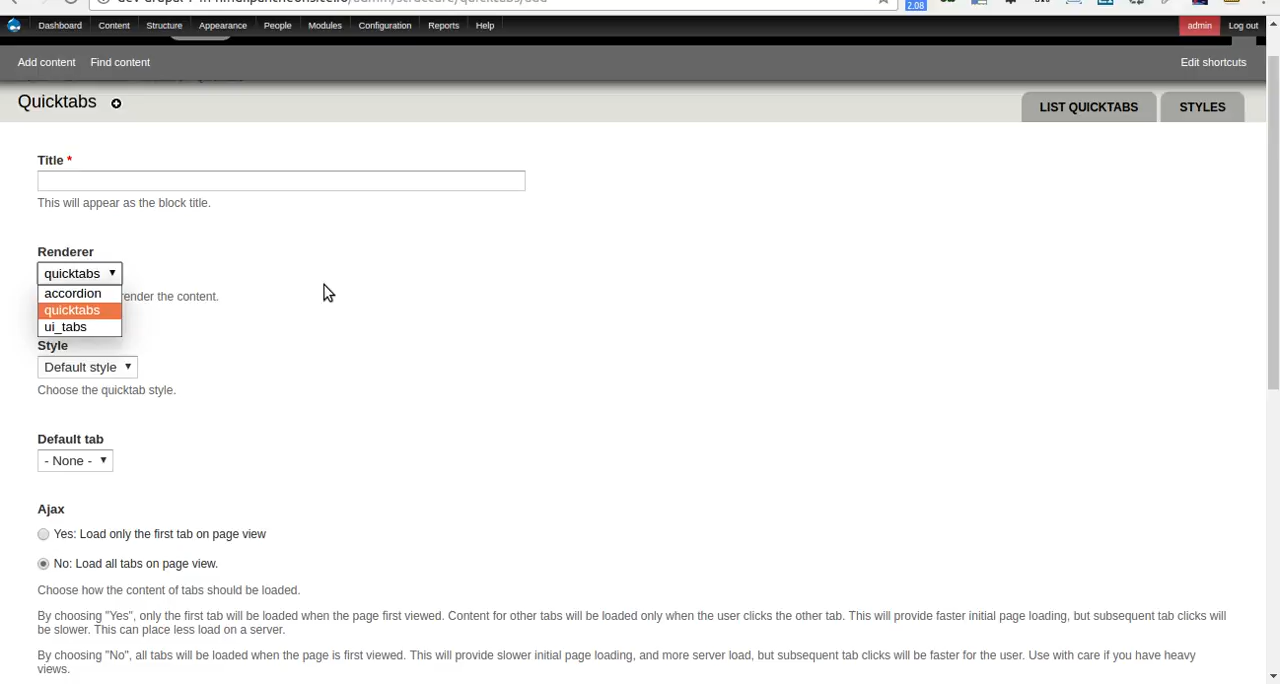 2.08
Dashboard Content Structure Appearance People Modules Configuration Reports Help admin Log out
Add content Find content Edit shortcuts
Quicktabs LIST QUICKTABS STYLES
Title *
This will appear as the block title.
Renderer
quicktabs
accordion
render the content.
quicktabs
ui_tabs
Style
Default style
Choose the quicktab style.
Default tab
- None -
Ajax
Yes: Load only the first tab on page view
No: Load all tabs on page view.
Choose how the content of tabs should be loaded.
By choosing "Yes", only the first tab will be loaded when the page first viewed. Content for other tabs will be loaded only when the user clicks the other tab. This will provide faster initial page loading, but subsequent tab clicks will
be slower. This can place less load on a server.
By choosing "No", all tabs will be loaded when the page is first viewed. This will provide slower initial page loading, and more server load, but subsequent tab clicks will be faster for the user. Use with care if you have heavy
views.